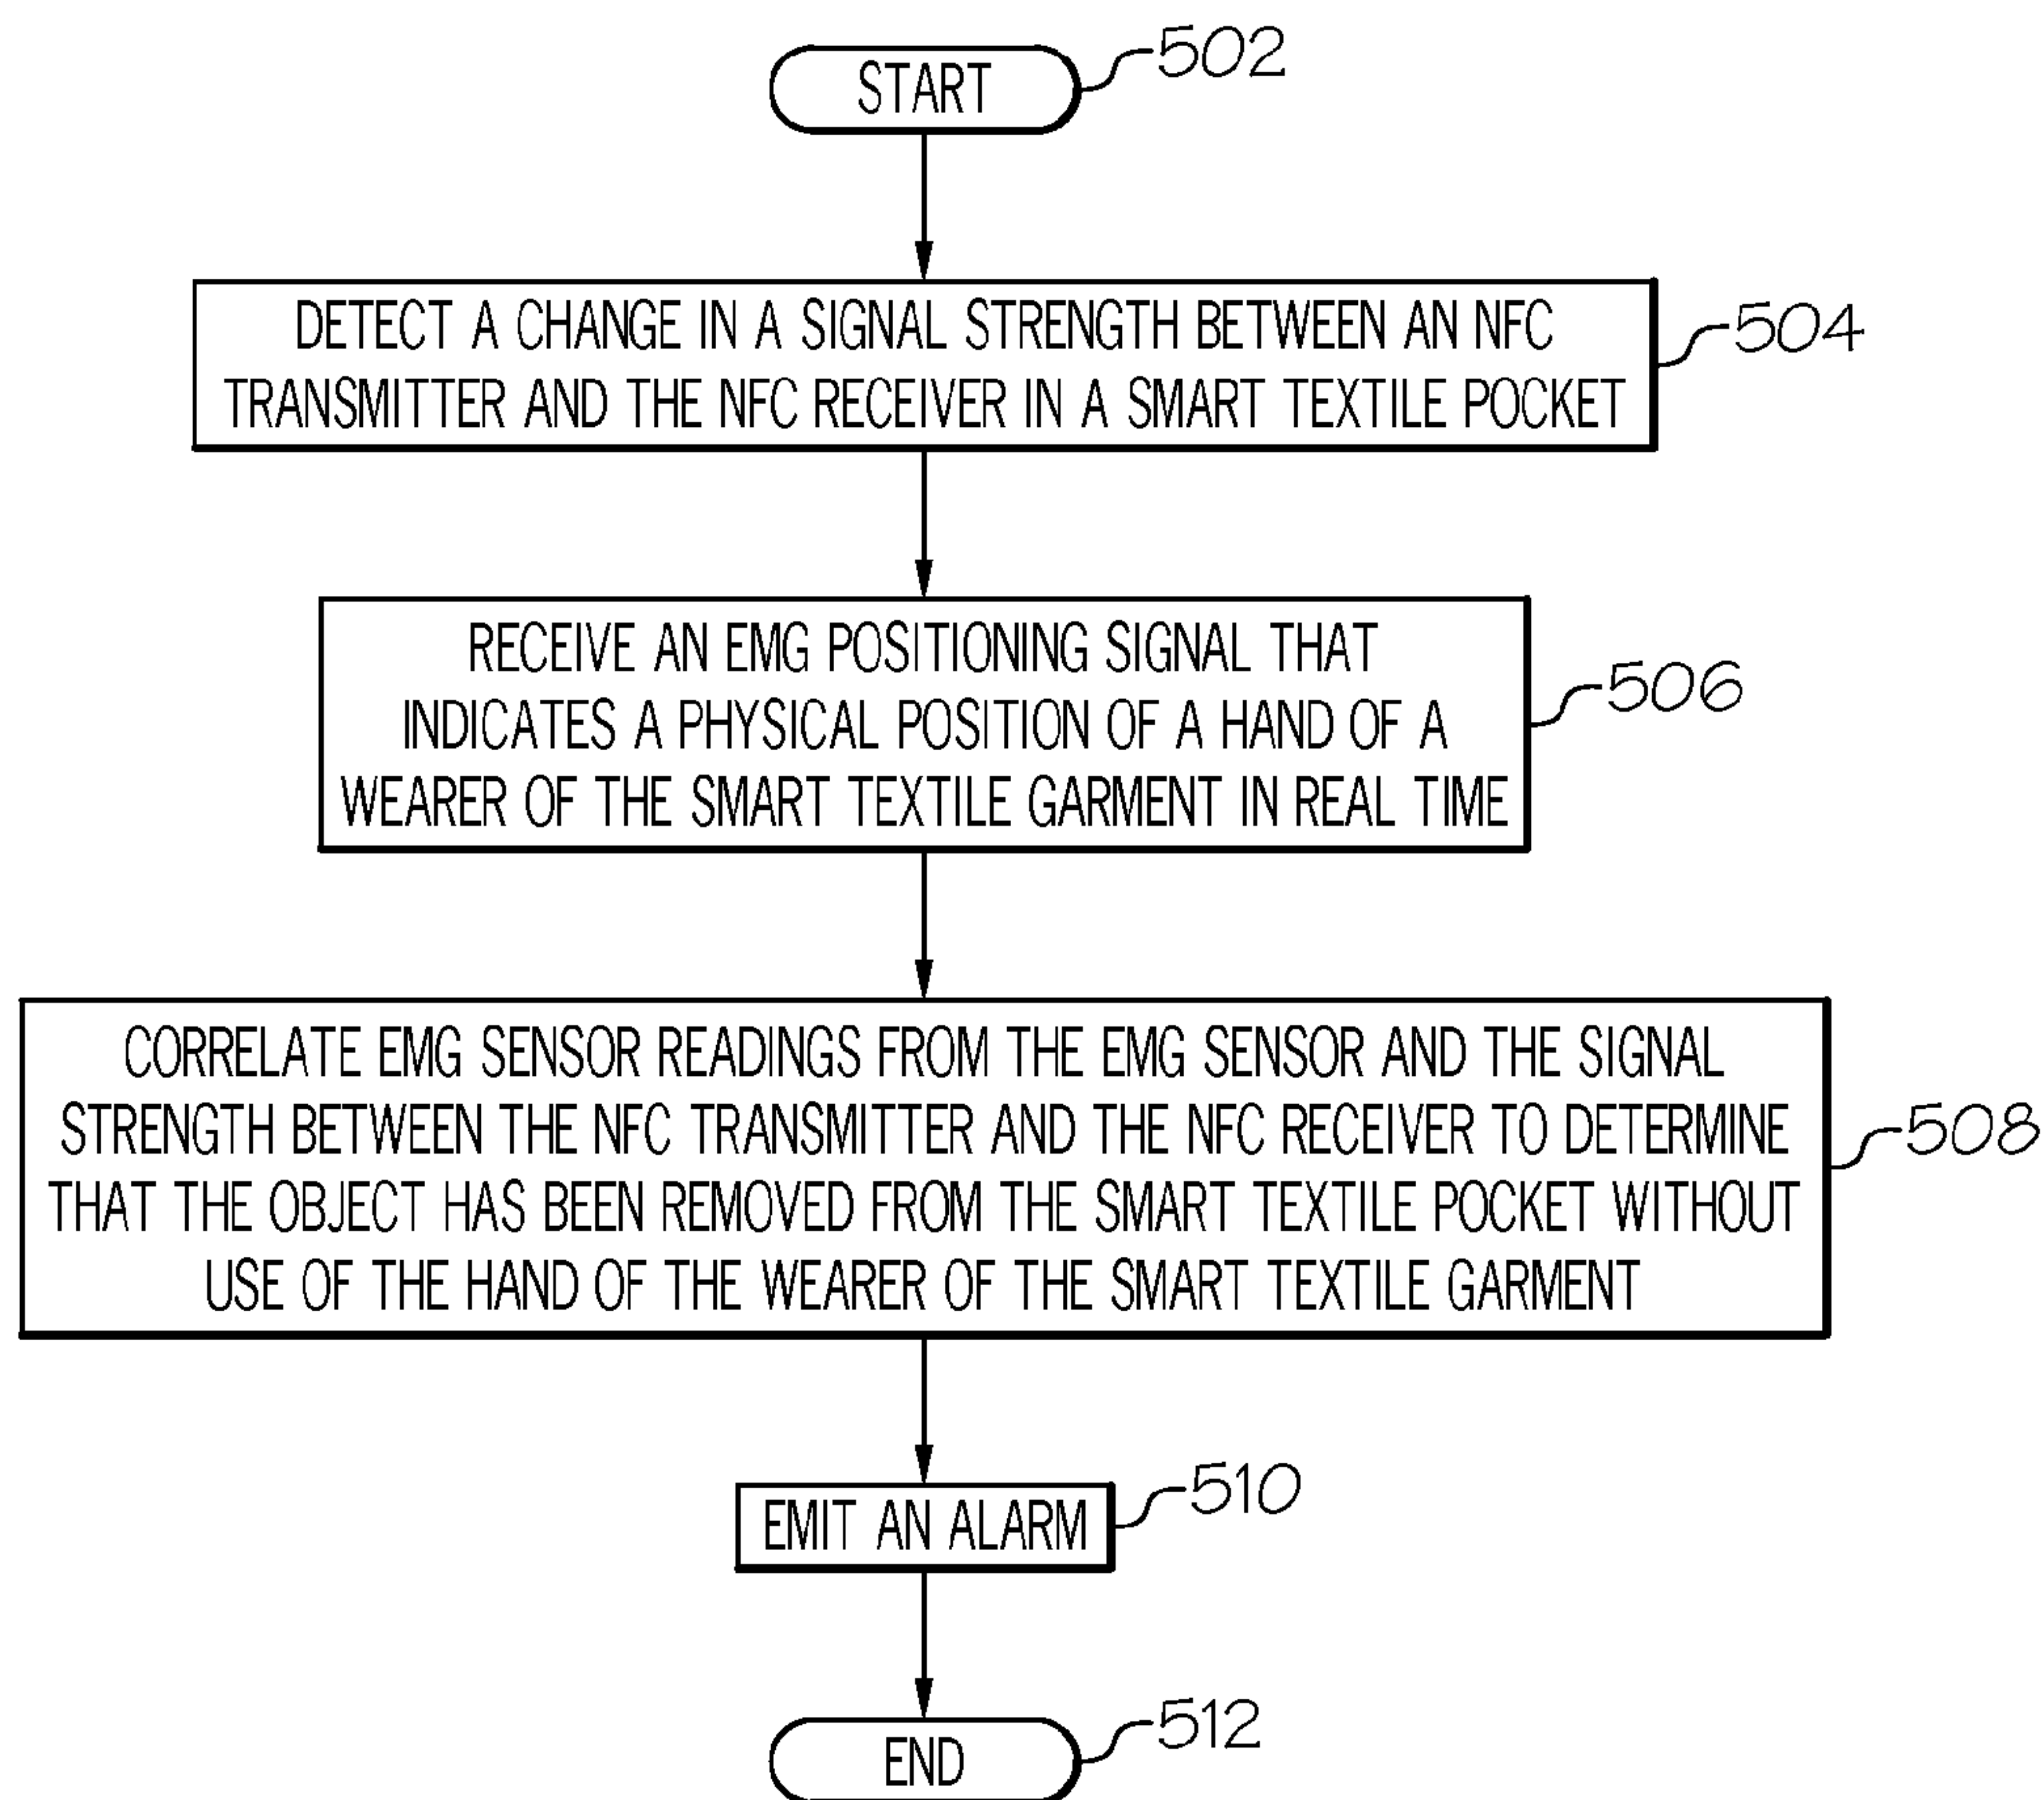 START
502
DETECT A CHANGE IN A SIGNAL STRENGTH BETWEEN AN NFC
TRANSMITTER AND THE NFC RECEIVER IN A SMART TEXTILE POCKET
504
RECEIVE AN EMG POSITIONING SIGNAL THAT
INDICATES A PHYSICAL POSITION OF A HAND OF A
WEARER OF THE SMART TEXTILE GARMENT IN REAL TIME
506
CORRELATE EMG SENSOR READINGS FROM THE EMG SENSOR AND THE SIGNAL
STRENGTH BETWEEN THE NFC TRANSMITTER AND THE NFC RECEIVER TO DETERMINE
THAT THE OBJECT HAS BEEN REMOVED FROM THE SMART TEXTILE POCKET WITHOUT
USE OF THE HAND OF THE WEARER OF THE SMART TEXTILE GARMENT
508
EMIT AN ALARM
510
END
512